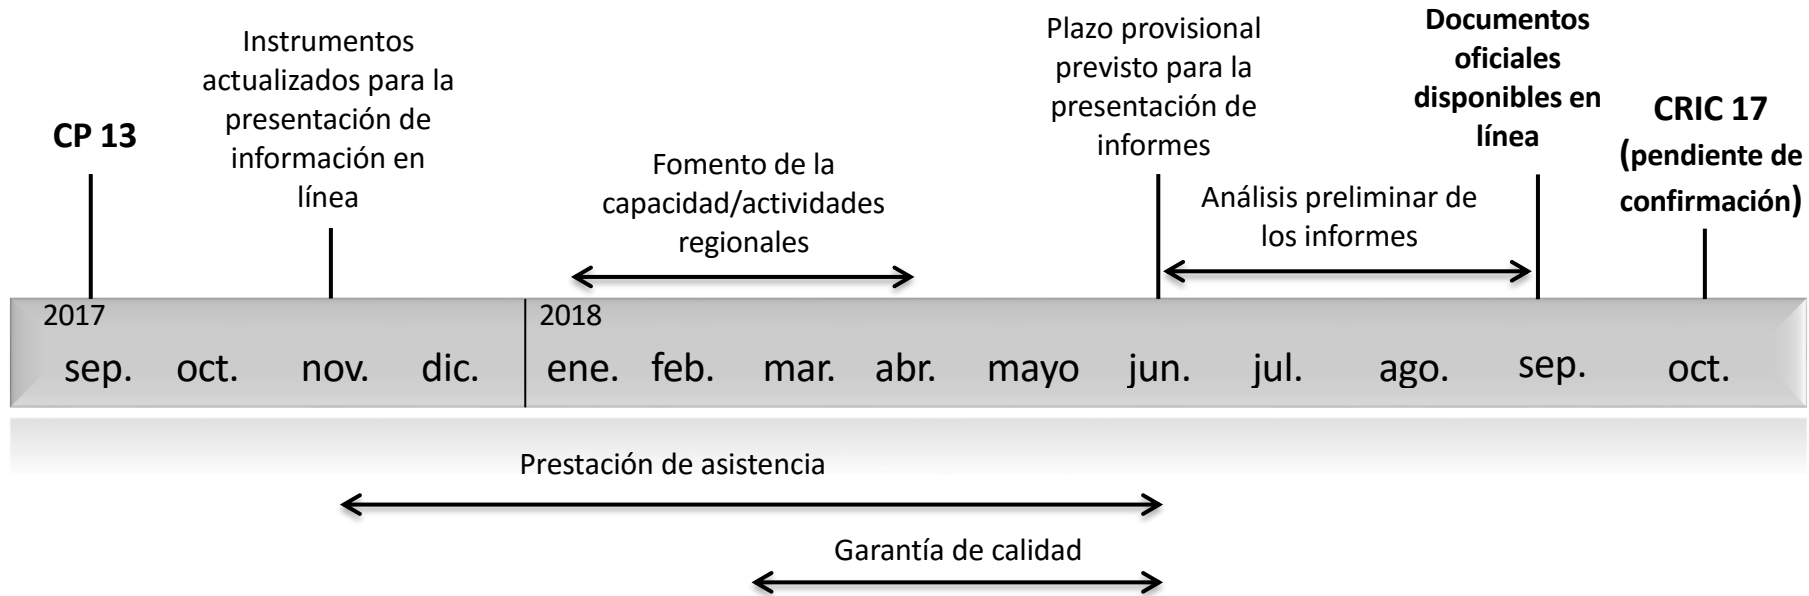 CP 13
Instrumentos
actualizados para la
presentación de
información en
línea
Fomento de la
capacidad/actividades
regionales
Plazo provisional
previsto para la
presentación de
informes
Análisis preliminar de
los informes
Documentos
oficiales
disponibles en
línea
CRIC 17
(pendiente de
confirmación)
2017
2018
sep. oct. nov. dic. ene. feb. mar. abr. mayo jun. jul. ago. sep. oct.
Prestación de asistencia
Garantía de calidad